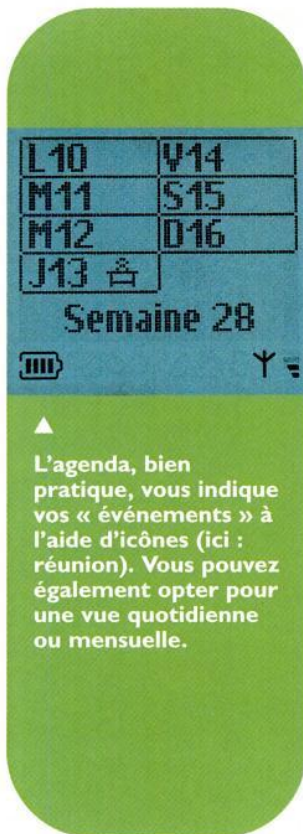 L10 V14
M11 S15
M12 D16
J13
Semaine 28
L'agenda, bien
pratique, vous indique
vos « événements » à
l'aide d'icônes (ici :
réunion). Vous pouvez
également opter pour
une vue quotidienne
ou mensuelle.